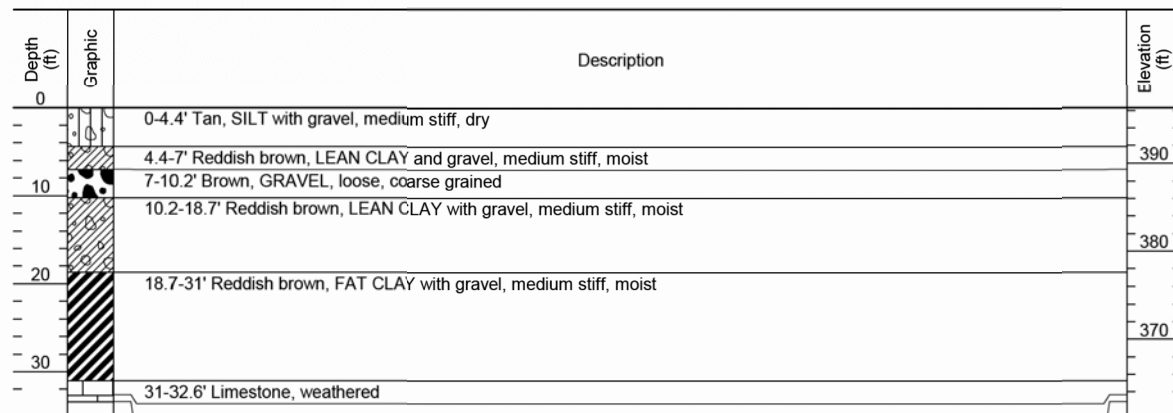 Depth
(ft)
Graphic
Description
Elevation
(ft)
0
0-4.4' Tan, SILT with gravel, medium stiff, dry
4.4-7' Reddish brown, LEAN CLAY and gravel, medium stiff, moist
390
7-10.2' Brown, GRAVEL, loose, coarse grained
10
10.2-18.7' Reddish brown, LEAN CLAY with gravel, medium stiff, moist
380
20
18.7-31' Reddish brown, FAT CLAY with gravel, medium stiff, moist
370
30
31-32.6' Limestone, weathered